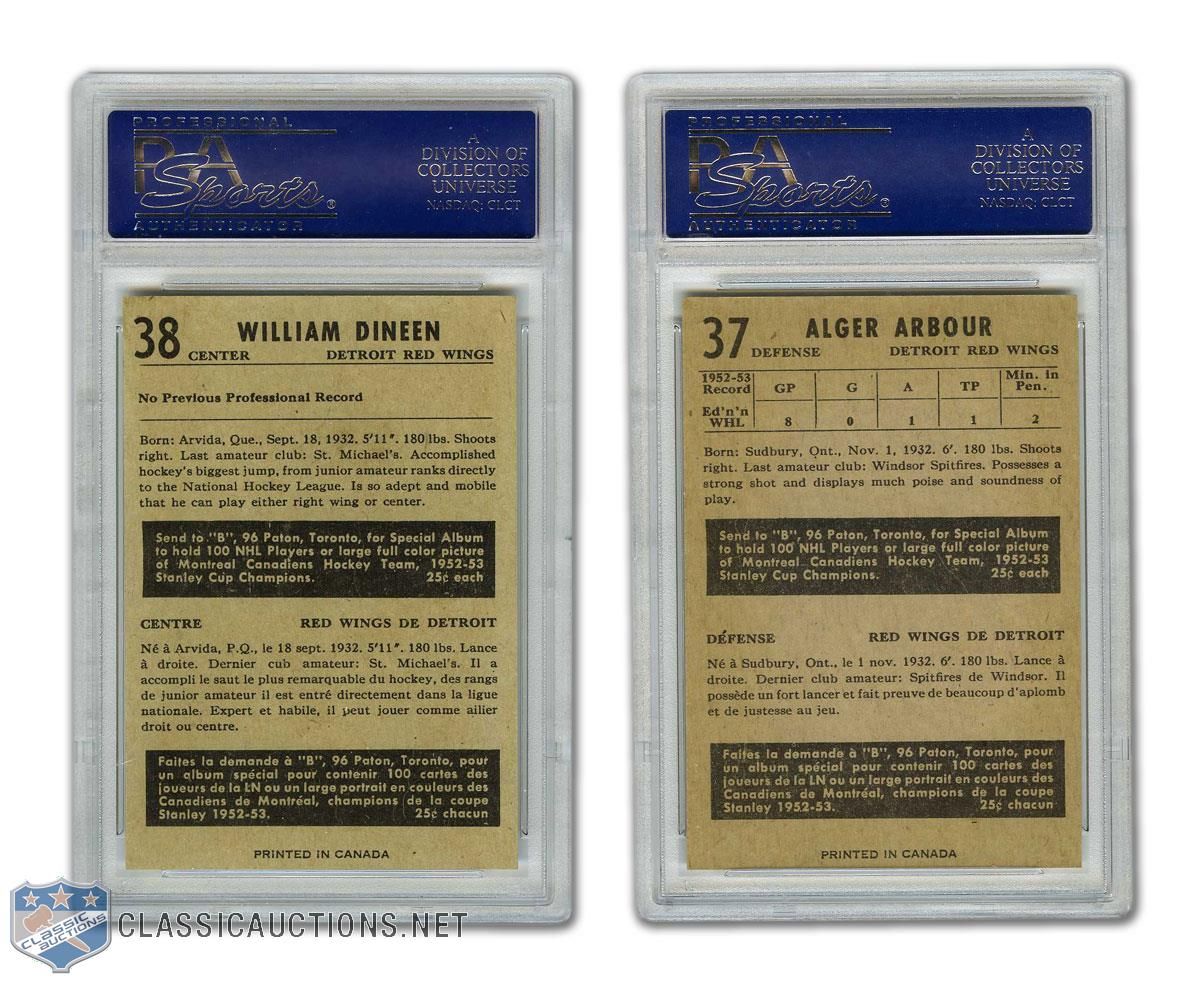 PROFESSIONAL
PSA
Sports ®
AUTHENTICATOR
A
DIVISION OF
COLLECTORS
UNIVERSE
NASDAQ: CLCT
38 WILLIAM DINEEN
CENTER DETROIT RED WINGS
No Previous Professional Record
Born: Arvida, Que., Sept. 18, 1932. 5'11". 180 lbs. Shoots
right. Last amateur club: St. Michael's. Accomplished
hockey's biggest jump, from junior amateur ranks directly
to the National Hockey League. Is so adept and mobile
that he can play either right wing or center.
Send to "B", 96 Paton, Toronto, for Special Album
to hold 100 NHL Players or large full color picture
of Montreal Canadiens Hockey Team, 1952-53
Stanley Cup Champions. 25¢ each
CENTRE RED WINGS DE DETROIT
Né à Arvida, P.Q., le 18 sept. 1932. 5'11". 180 lbs. Lance
à droite. Dernier cub amateur: St. Michael's. Il a
accompli le saut le plus remarquable du hockey, des rangs
de junior amateur il est entré directement dans la ligue
nationale. Expert et habile, il peut jouer comme ailier
droit ou centre.
Faites la demande à "B", 96 Paton, Toronto, pour
un album spécial pour contenir 100 cartes des
joueurs de la LN ou un large portrait en couleurs des
Canadiens de Montréal, champions de la coupe
Stanley 1952-53. 25¢ chacun
PRINTED IN CANADA
PROFESSIONAL
PSA
Sports ®
AUTHENTICATOR
A
DIVISION OF
COLLECTORS
UNIVERSE
NASDAQ: CLCT
37 ALGER ARBOUR
DEFENSE DETROIT RED WINGS
1952-53 Record GP G A TP Min. in Pen.
Ed'n'n WHL 8 0 1 1 2
Born: Sudbury, Ont., Nov. 1, 1932. 6'. 180 lbs. Shoots
right. Last amateur club: Windsor Spitfires. Possesses a
strong shot and displays much poise and soundness of
play.
Send to "B", 96 Paton, Toronto, for Special Album
to hold 100 NHL Players or large full color picture
of Montreal Canadiens Hockey Team, 1952-53
Stanley Cup Champions. 25¢ each
DÉFENSE RED WINGS DE DETROIT
Né à Sudbury, Ont., le 1 nov. 1932. 6'. 180 lbs. Lance à
droite. Dernier club amateur: Spitfires de Windsor. Il
possède un fort lancer et fait preuve de beaucoup d'aplomb
et de justesse au jeu.
Faites la demande à "B", 96 Paton, Toronto, pour
un album spécial pour contenir 100 cartes des
joueurs de la LN ou un large portrait en couleurs des
Canadiens de Montréal, champions de la coupe
Stanley 1952-53. 25¢ chacun
PRINTED IN CANADA
CLASSIC
AUCTIONS
CLASSICAUCTIONS.NET